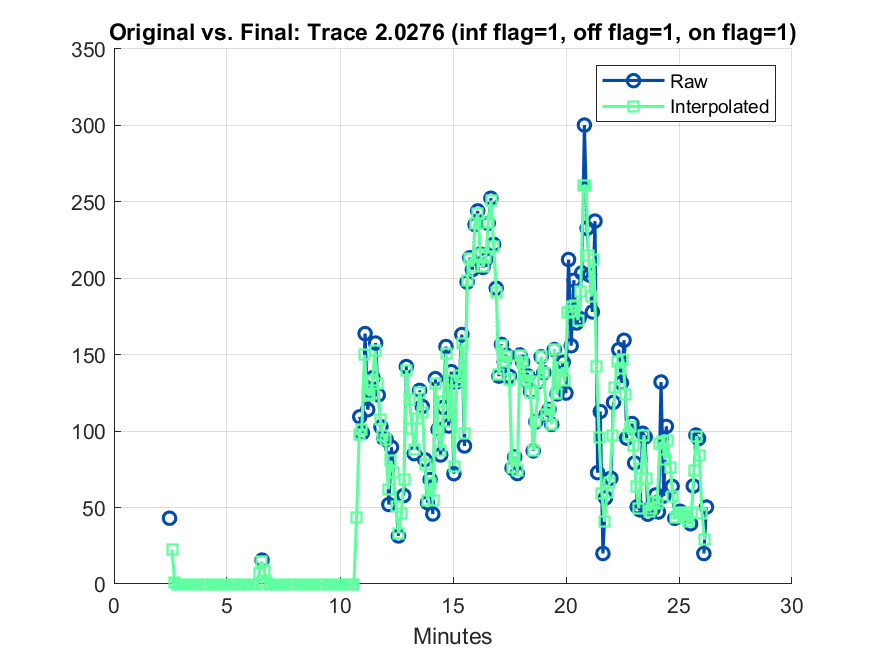 Original vs. Final: Trace 2.0276 (inf flag=1, off flag=1, on flag=1)
350
300
250
200
150
100
50
0
Raw
Interpolated
0 5 10 15 20 25 30
Minutes